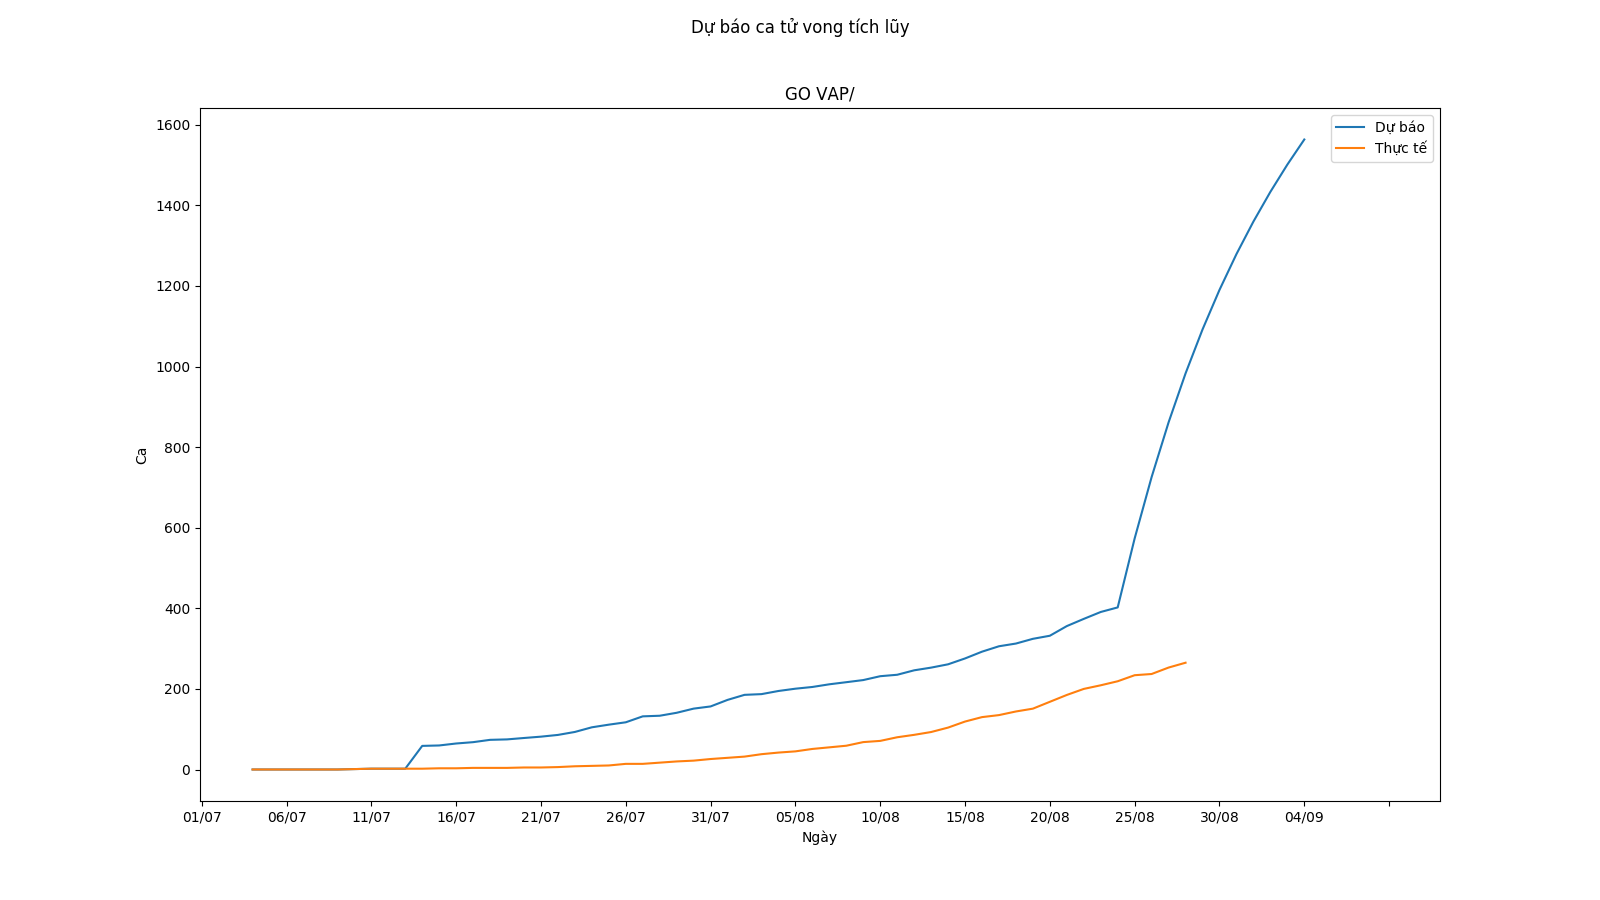 Dự báo ca tử vong tích lũy
GO VAP/
Dự báo
Thực tế
1600
1400
1200
1000
800
600
400
200
0
Ca
01/07 06/07 11/07 16/07 21/07 26/07 31/07 05/08 10/08 15/08 20/08 25/08 30/08 04/09
Ngày